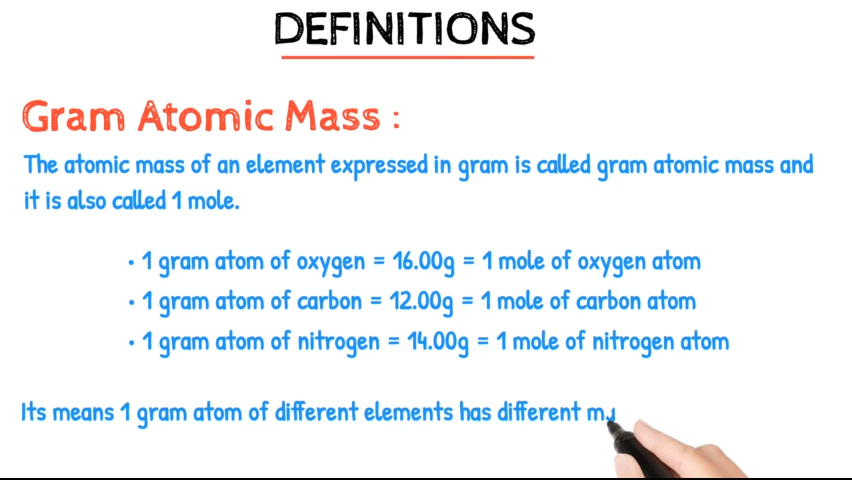 DEFINITIONS
Gram Atomic Mass :
The atomic mass of an element expressed in gram is called gram atomic mass and
it is also called 1 mole.
• 1 gram atom of oxygen = 16.00g = 1 mole of oxygen atom
• 1 gram atom of carbon = 12.00g = 1 mole of carbon atom
• 1 gram atom of nitrogen = 14.00g = 1 mole of nitrogen atom
Its means 1 gram atom of different elements has different